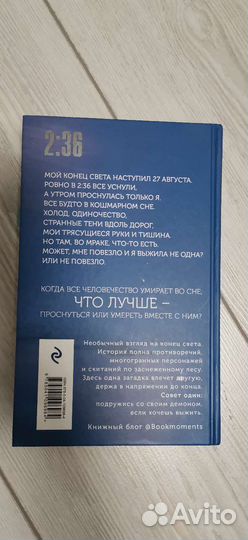 2:36
МОЙ КОНЕЦ СВЕТА НАСТУПИЛ 27 АВГУСТА.
РОВНО В 2:36 ВСЕ УСНУЛИ,
А УТРОМ ПРОСНУЛАСЬ ТОЛЬКО Я.
ВСЕ БУДТО В КОШМАРНОМ СНЕ.
ХОЛОД, ОДИНОЧЕСТВО,
СТРАННЫЕ ТЕНИ ВДОЛЬ ДОРОГ,
МОИ ТРЯСУЩИЕСЯ РУКИ И ТИШИНА.
НО ТАМ, ВО МРАКЕ, ЧТО-ТО ЕСТЬ.
МОЖЕТ, МНЕ ПОВЕЗЛО И Я ВЫЖИЛА НЕ ОДНА?
ИЛИ НЕ ПОВЕЗЛО.
КОГДА ВСЕ ЧЕЛОВЕЧЕСТВО УМИРАЕТ ВО СНЕ,
ЧТО ЛУЧШЕ –
ПРОСНУТЬСЯ ИЛИ УМЕРЕТЬ ВМЕСТЕ С НИМ?
Необычный взгляд на конец света.
История полна противоречий,
многогранных персонажей
и скитаний по заснеженному лесу.
Здесь одна загадка влечет другую,
держа в напряжении до конца.
Совет один:
подружись со своим демоном,
если хочешь выжить.
Книжный блог @Bookmoments
Avito